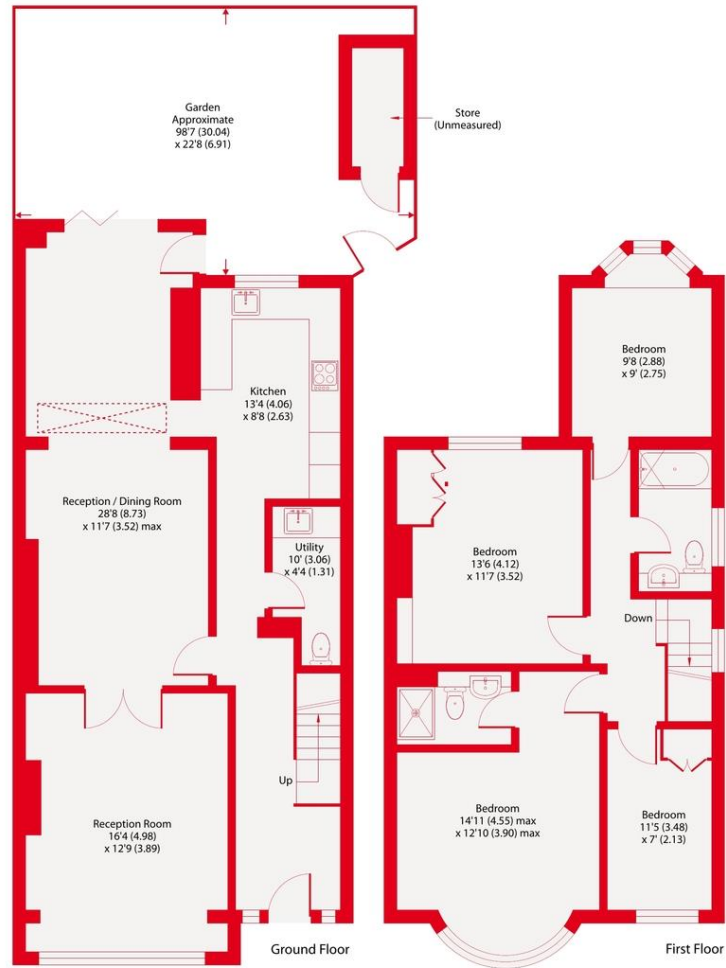 Garden
Approximate
98'7 (30.04)
x 22'8 (6.91)
Store
(Unmeasured)
Kitchen
13'4 (4.06)
x 8'8 (2.63)
Reception / Dining Room
28'8 (8.73)
x 11'7 (3.52) max
Utility
10' (3.06)
x 4'4 (1.31)
Up
Reception Room
16'4 (4.98)
x 12'9 (3.89)
Ground Floor
Bedroom
9'8 (2.88)
x 9' (2.75)
Bedroom
13'6 (4.12)
x 11'7 (3.52)
Down
Bedroom
14'11 (4.55) max
x 12'10 (3.90) max
Bedroom
11'5 (3.48)
x 7' (2.13)
First Floor